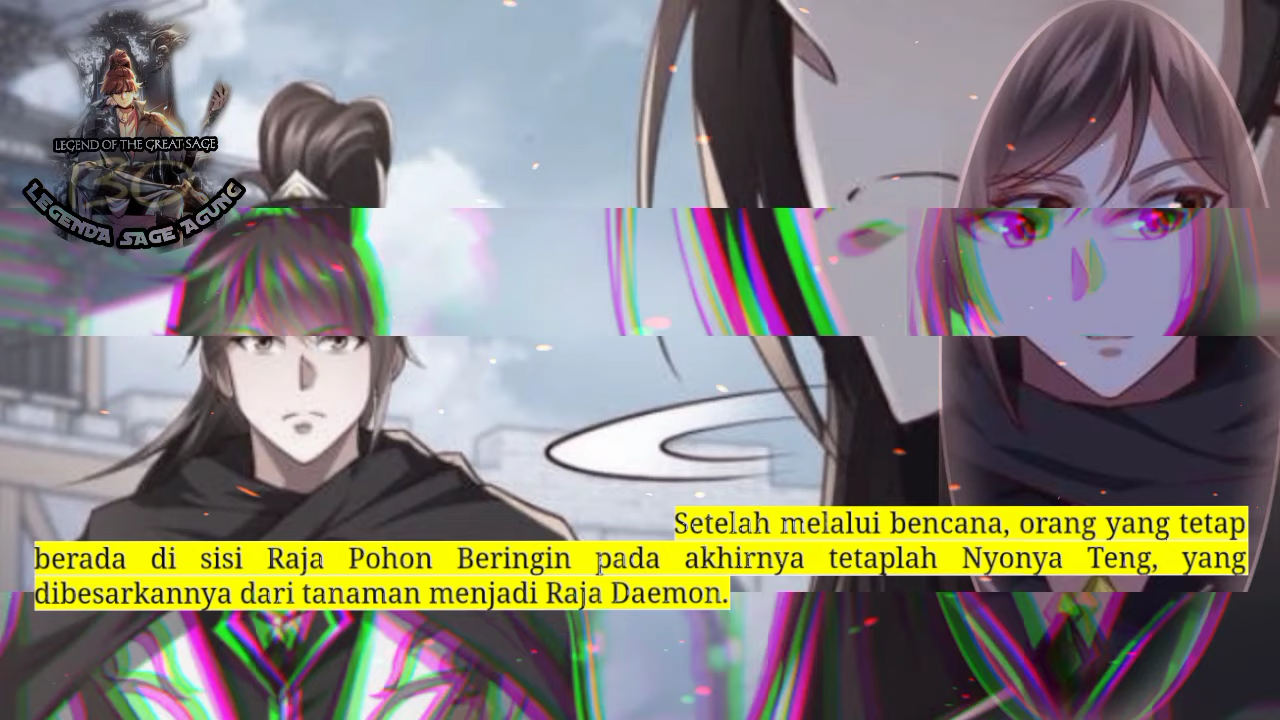 LEGEND OF THE GREAT SAGE
LEGENDA SAGE AGUNG
Setelah melalui bencana, orang yang tetap
berada di sisi Raja Pohon Beringin pada akhirnya tetaplah Nyonya Teng, yang
dibesarkannya dari tanaman menjadi Raja Daemon.